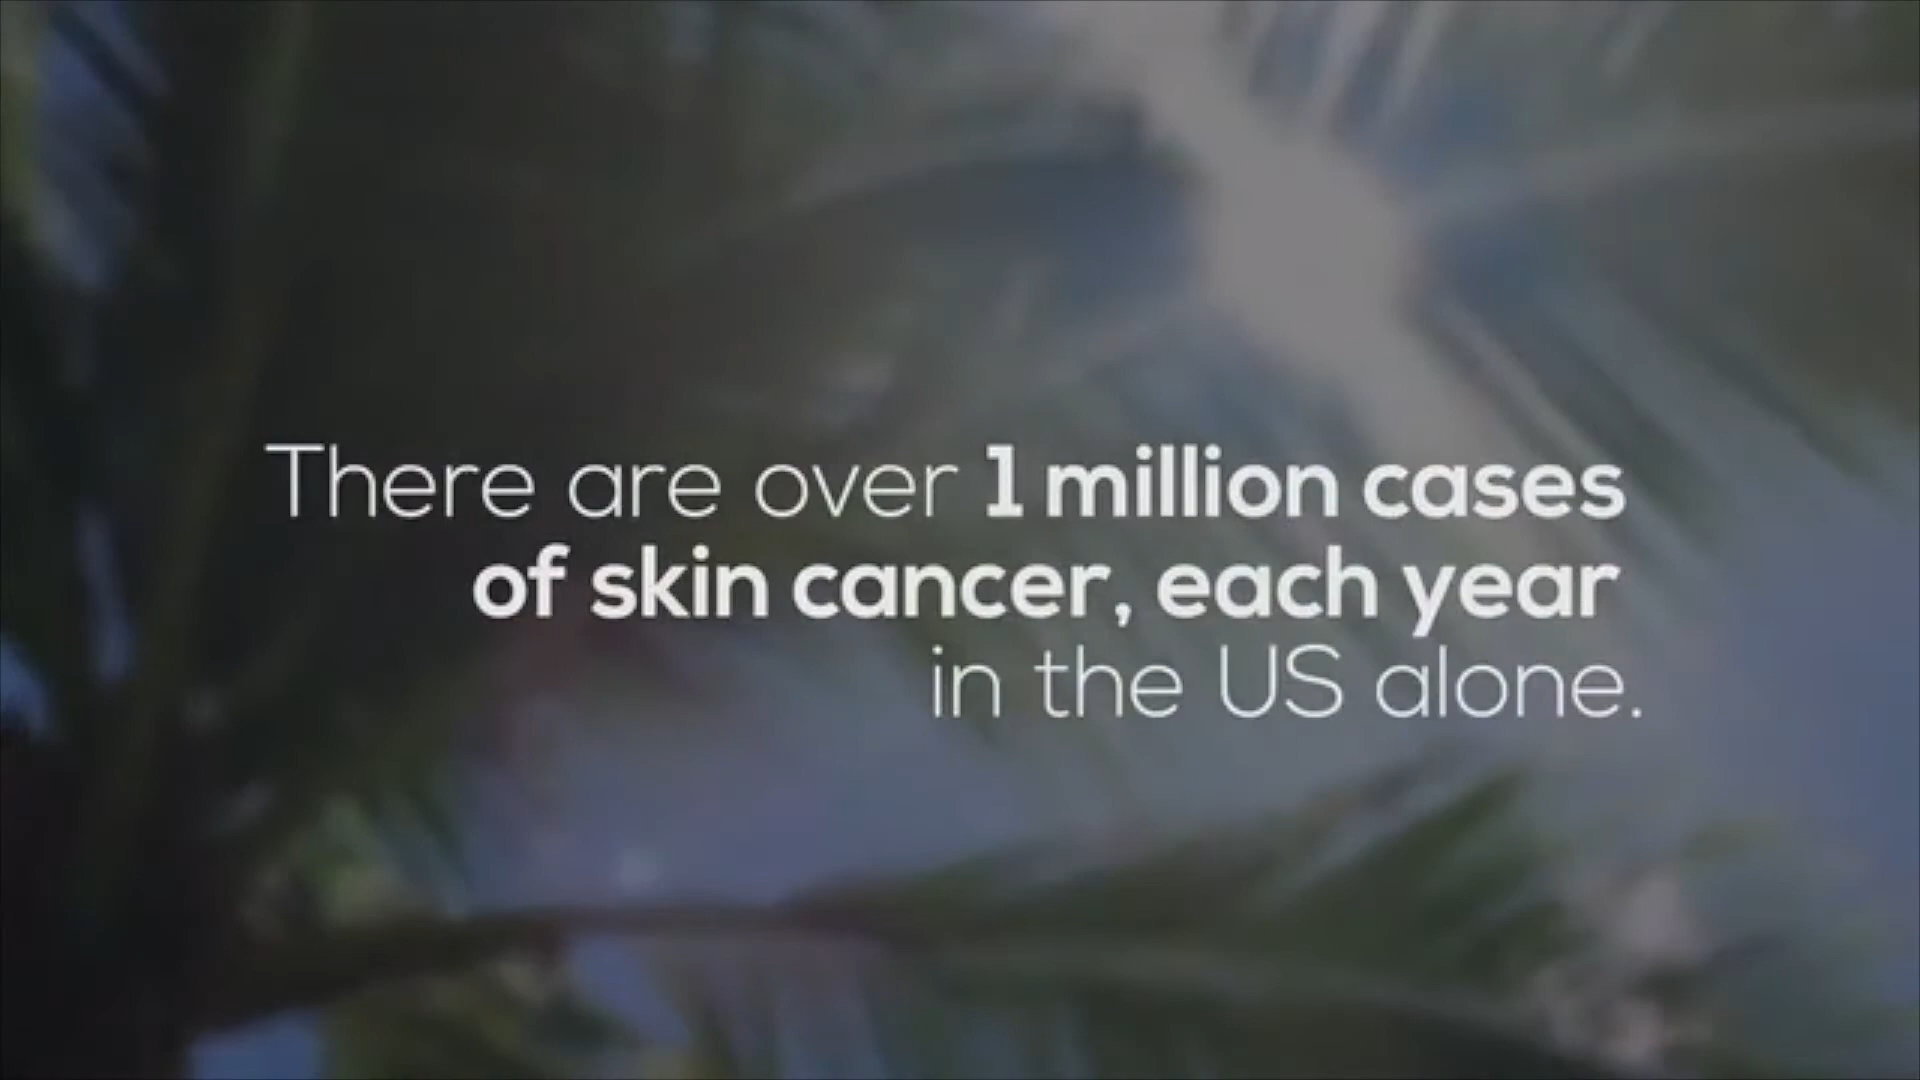 There are over 1 million cases
of skin cancer, each year
in the US alone.